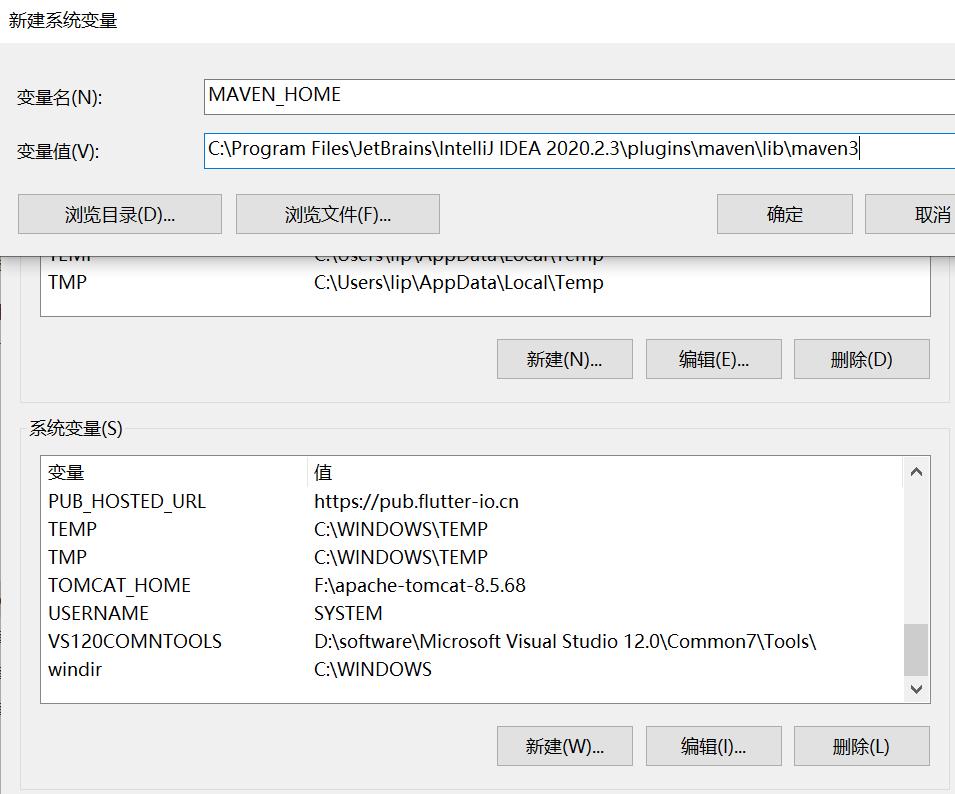 新建系统变量
变量名(N): MAVEN_HOME
变量值(V): C:\Program Files\JetBrains\IntelliJ IDEA 2020.2.3\plugins\maven\lib\maven3
浏览目录(D)... 浏览文件(F)... 确定 取消
TEMP C:\Users\lip\AppData\Local\Temp
TMP C:\Users\lip\AppData\Local\Temp
新建(N)... 编辑(E)... 删除(D)
系统变量(S)
变量 值
PUB_HOSTED_URL https://pub.flutter-io.cn
TEMP C:\WINDOWS\TEMP
TMP C:\WINDOWS\TEMP
TOMCAT_HOME F:\apache-tomcat-8.5.68
USERNAME SYSTEM
VS120COMNTOOLS D:\software\Microsoft Visual Studio 12.0\Common7\Tools\
windir C:\WINDOWS
新建(W)... 编辑(I)... 删除(L)